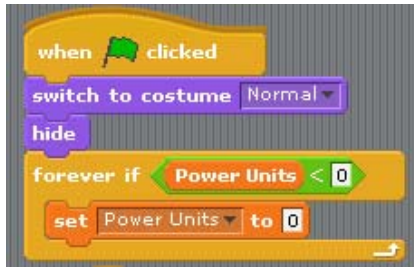 when clicked
switch to costume Normal
hide
forever if Power Units < 0
set Power Units to 0